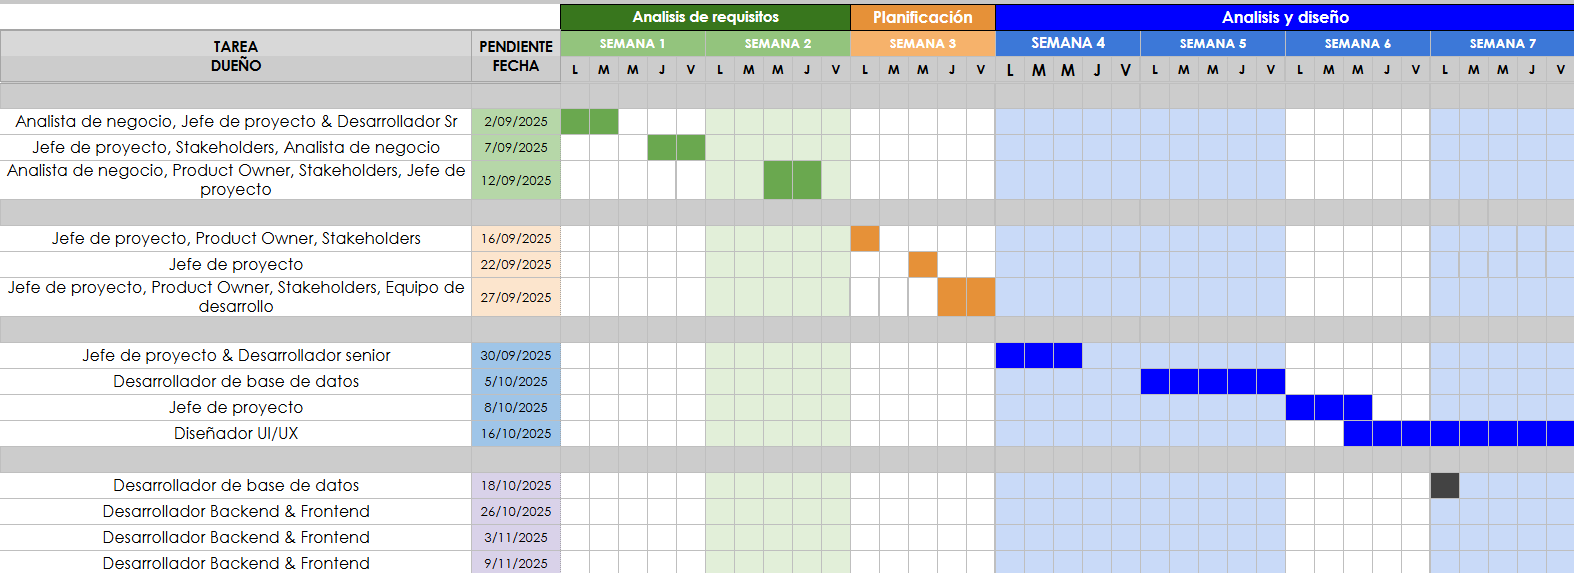 Analisis de requisitos Planificación Analisis y diseño
TAREA PENDIENTE SEMANA 1 SEMANA 2 SEMANA 3 SEMANA 4 SEMANA 5 SEMANA 6 SEMANA 7
DUEÑO FECHA L M M J V L M M J V L M M J V L M M J V L M M J V L M M J V L M M J V
Analista de negocio, Jefe de proyecto & Desarrollador Sr 2/09/2025
Jefe de proyecto, Stakeholders, Analista de negocio 7/09/2025
Analista de negocio, Product Owner, Stakeholders, Jefe de
proyecto 12/09/2025
Jefe de proyecto, Product Owner, Stakeholders 16/09/2025
Jefe de proyecto 22/09/2025
Jefe de proyecto, Product Owner, Stakeholders, Equipo de
desarrollo 27/09/2025
Jefe de proyecto & Desarrollador senior 30/09/2025
Desarrollador de base de datos 5/10/2025
Jefe de proyecto 8/10/2025
Diseñador UI/UX 16/10/2025
Desarrollador de base de datos 18/10/2025
Desarrollador Backend & Frontend 26/10/2025
Desarrollador Backend & Frontend 3/11/2025
Desarrollador Backend & Frontend 9/11/2025